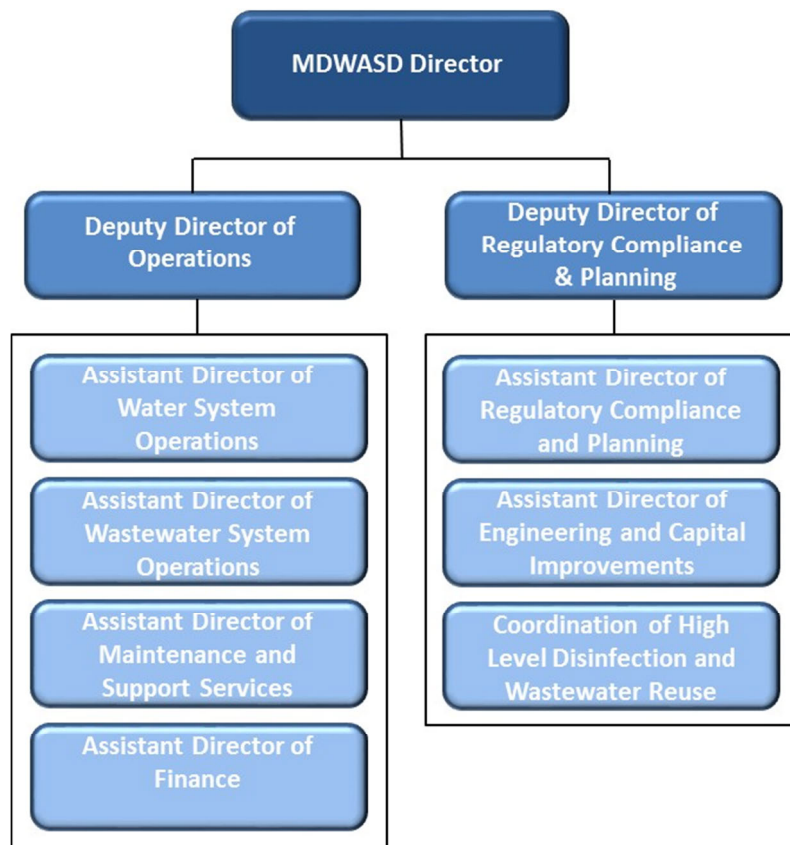 MDWASD Director
Deputy Director of
Operations
Deputy Director of
Regulatory Compliance
& Planning
Assistant Director of
Water System
Operations
Assistant Director of
Wastewater System
Operations
Assistant Director of
Maintenance and
Support Services
Assistant Director of
Finance
Assistant Director of
Regulatory Compliance
and Planning
Assistant Director of
Engineering and Capital
Improvements
Coordination of High
Level Disinfection and
Wastewater Reuse